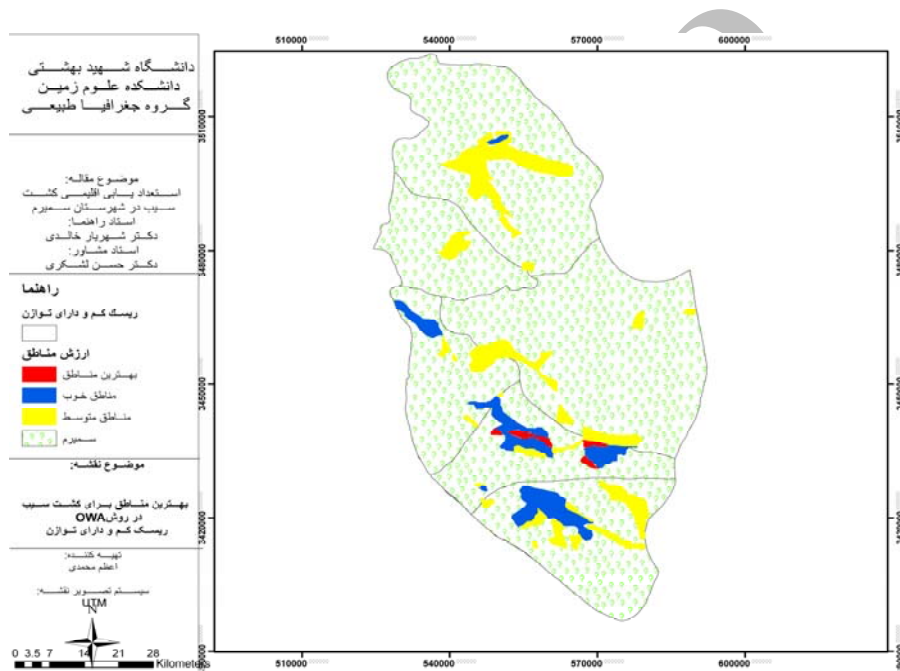 دانشگاه شهید بهشتی
دانشکده علوم زمین
گروه جغرافیا طبیعی
موضوع مقاله:
استعداد یابی اقلیمی کشت
سیب در شهرستان سمیرم
استاد راهنما:
دکتر شهریار خالدی
استاد مشاور:
دکتر حسن لشکری
راهنما
ریسک کم و دارای توازن
ارزش مناطق
بهترین مناطق
مناطق خوب
مناطق متوسط
سمیرم
موضوع نقشه:
بهترین مناطق برای کشت سیب
در روش OWA
ریسک کم و دارای توازن
تهیه کننده:
اعظم محمدی
سیستم تصویر نقشه:
UTM
N
0 3.5 7 14 21 28
Kilometers
510000 540000 570000 600000
3510000
3480000
3450000
3420000
510000 540000 570000 600000